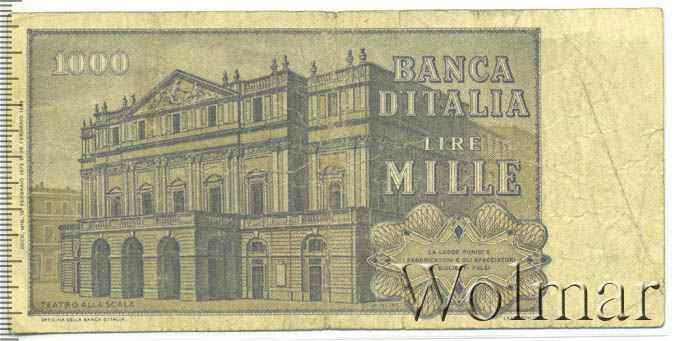 1000
BANCA
D'ITALIA
LIRE
MILLE
LA LEGGE PUNISCE
I FABBRICATORI E GLI SPACCIATORI
DI BIGLIETTI FALSI
TEATRO ALLA SCALA
OFFICINA DELLA BANCA D'ITALIA
Wolmar